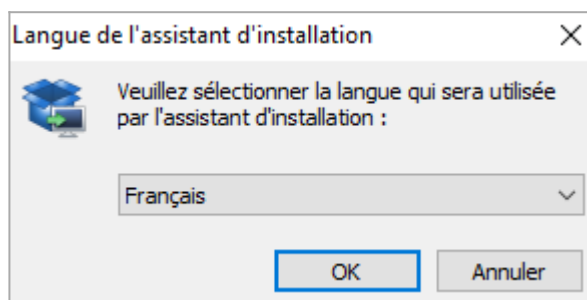 Langue de l'assistant d'installation
Veuillez sélectionner la langue qui sera utilisée
par l'assistant d'installation :
Français
OK
Annuler